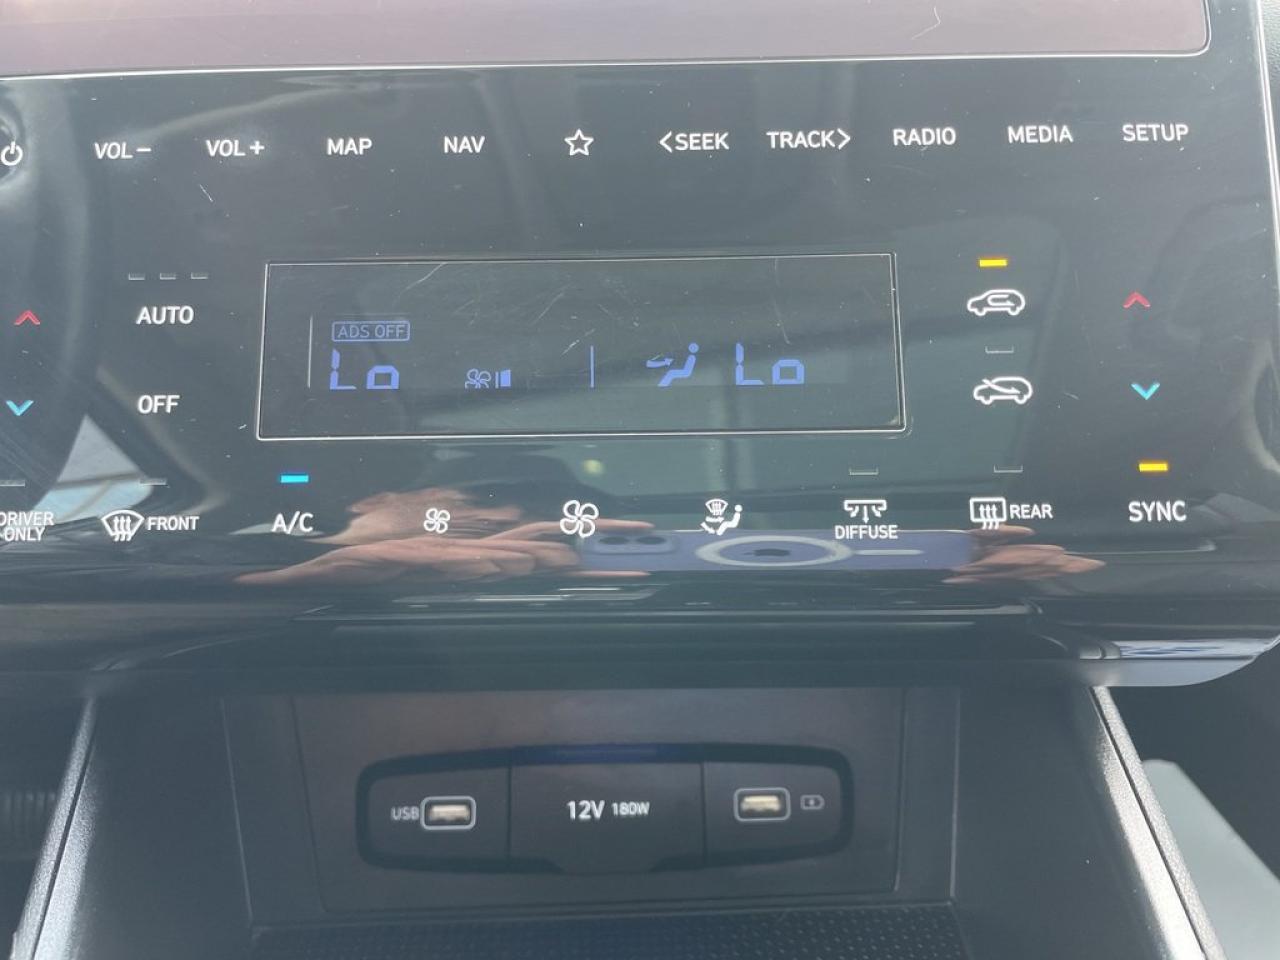 VOL− VOL+ MAP NAV <SEEK TRACK> RADIO MEDIA SETUP
AUTO
ADS OFF
Lo Lo
OFF
DRIVER ONLY
FRONT
A/C
DIFFUSE
REAR
SYNC
USB
12V 180W